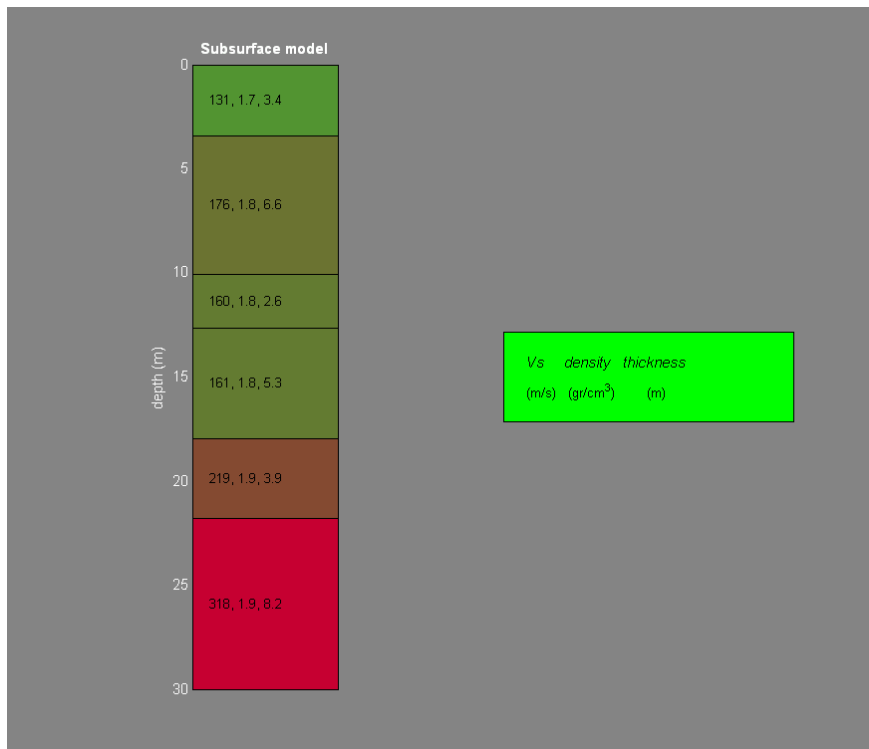 Subsurface model
0
131, 1.7, 3.4
5
176, 1.8, 6.6
10
160, 1.8, 2.6
depth (m)
15
161, 1.8, 5.3
20
219, 1.9, 3.9
25
318, 1.9, 8.2
30
Vs density thickness
(m/s) (gr/cm³) (m)